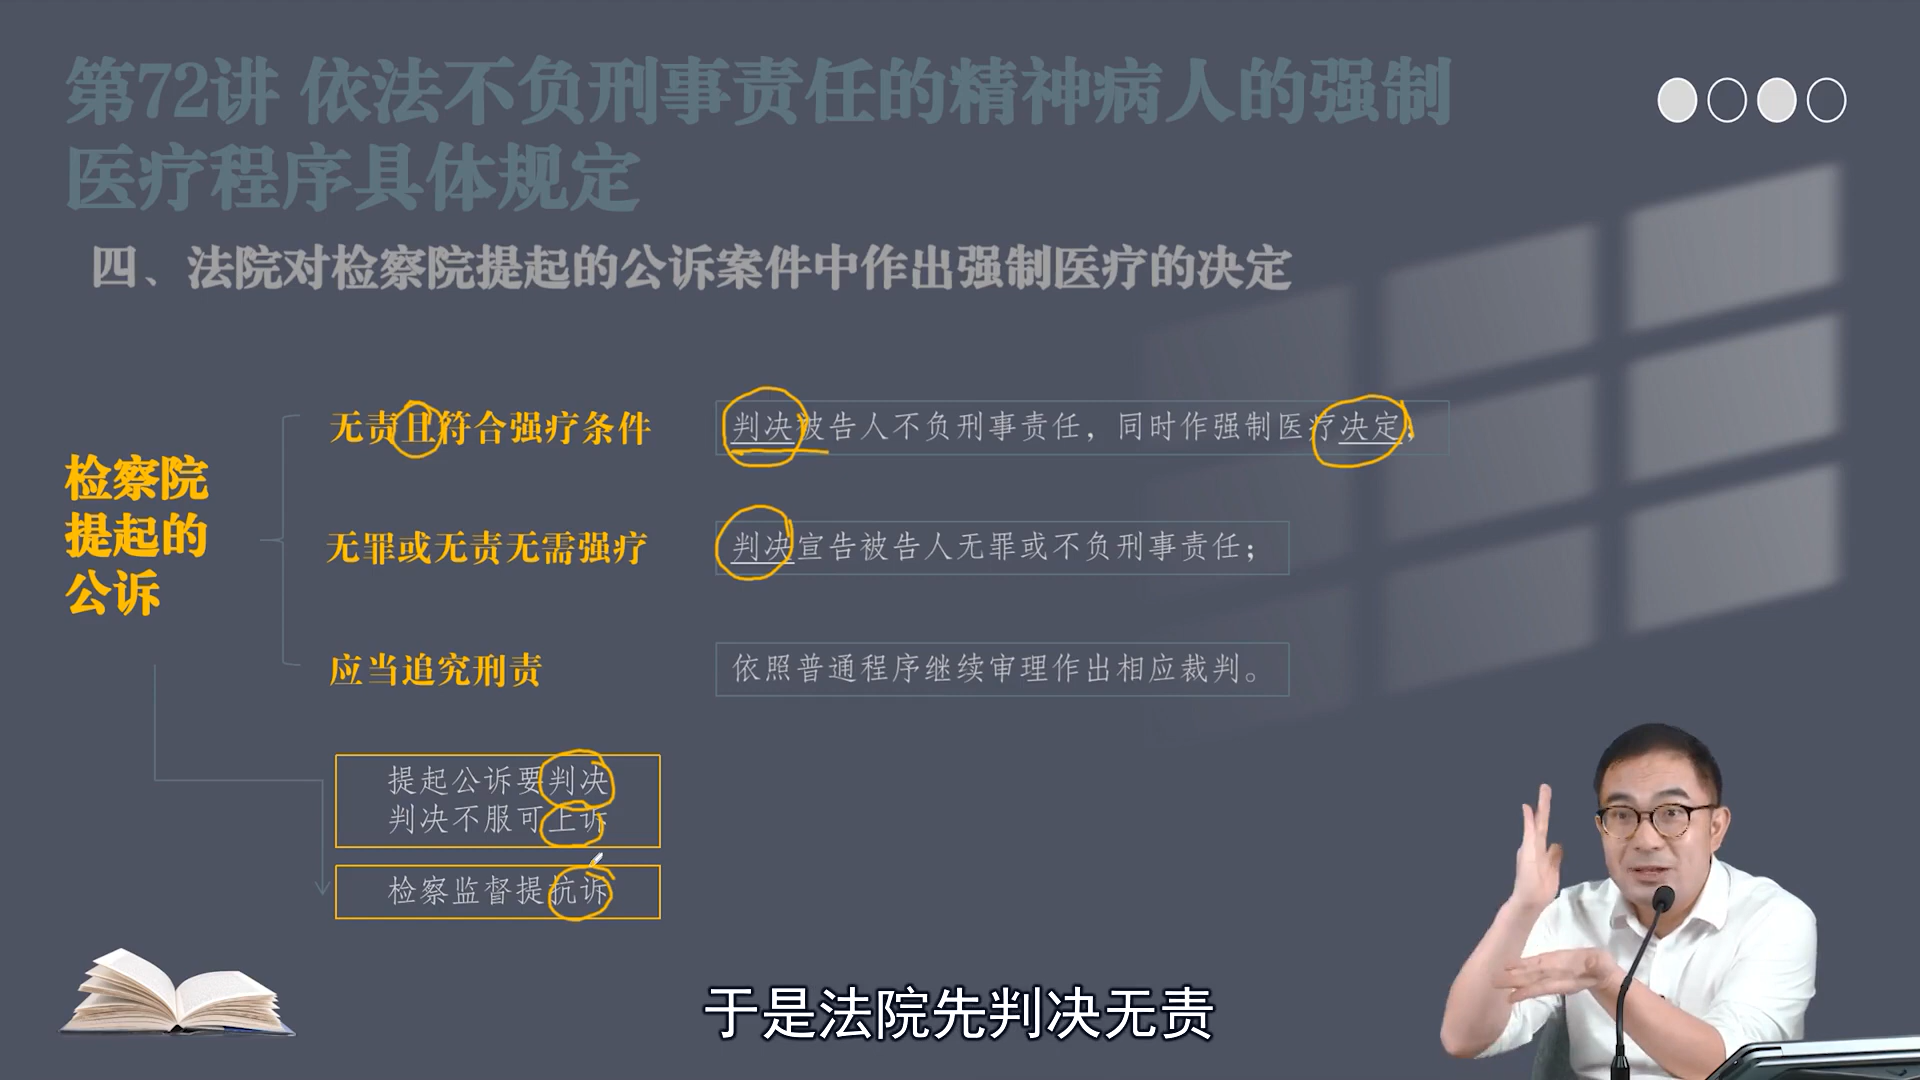 第72讲 依法不负刑事责任的精神病人的强制
医疗程序具体规定
四、法院对检察院提起的公诉案件中作出强制医疗的决定
检察院
提起的
公诉
无责且符合强疗条件
判决被告人不负刑事责任，同时作强制医疗决定；
无罪或无责无需强疗
判决宣告被告人无罪或不负刑事责任；
应当追究刑责
依照普通程序继续审理作出相应裁判。
提起公诉要判决
判决不服可上诉
检察监督提抗诉
于是法院先判决无责